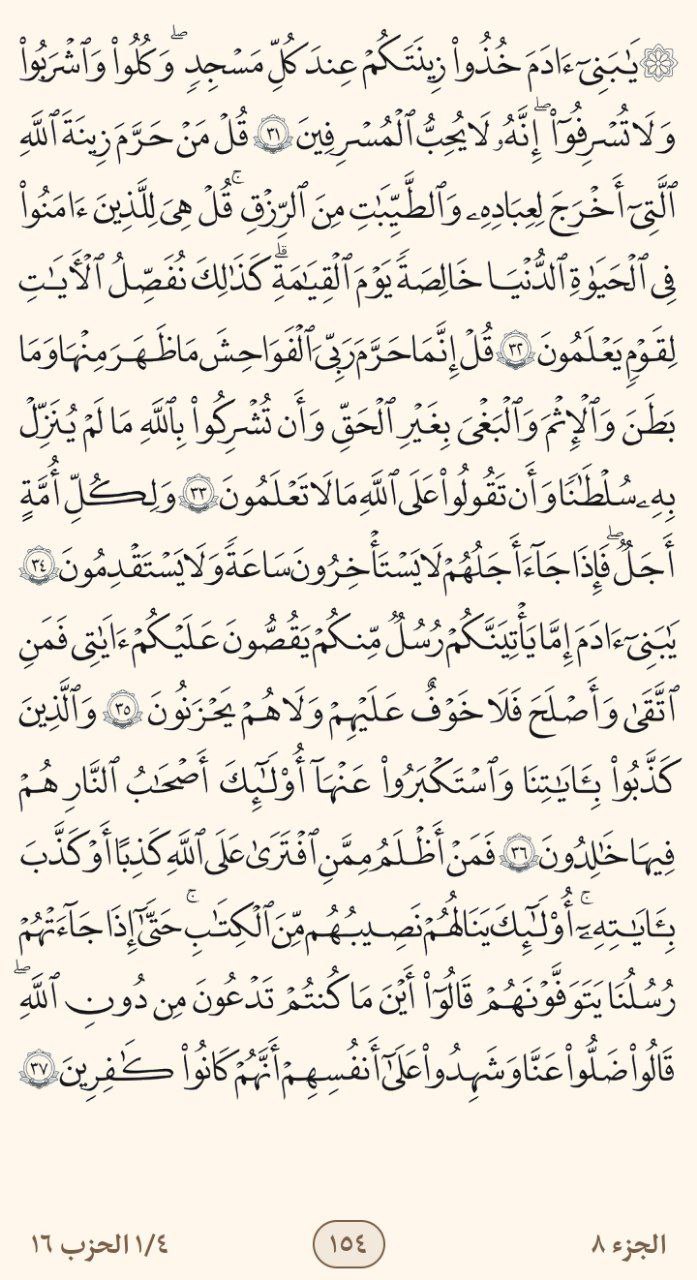 ۞ يَٰبَنِىٓ ءَادَمَ خُذُوا۟ زِينَتَكُمْ عِندَ كُلِّ مَسْجِدٍ ۖ وَكُلُوا۟ وَٱشْرَبُوا۟
وَلَا تُسْرِفُوٓا۟ ۖ إِنَّهُۥ لَا يُحِبُّ ٱلْمُسْرِفِينَ ٣١ قُلْ مَنْ حَرَّمَ زِينَةَ ٱللَّهِ
ٱلَّتِىٓ أَخْرَجَ لِعِبَادِهِۦ وَٱلطَّيِّبَٰتِ مِنَ ٱلرِّزْقِ ۚ قُلْ هِىَ لِلَّذِينَ ءَامَنُوا۟
فِى ٱلْحَيَوٰةِ ٱلدُّنْيَا خَالِصَةً يَوْمَ ٱلْقِيَٰمَةِ ۗ كَذَٰلِكَ نُفَصِّلُ ٱلْـَٔايَٰتِ
لِقَوْمٍ يَعْلَمُونَ ٣٢ قُلْ إِنَّمَا حَرَّمَ رَبِّىَ ٱلْفَوَٰحِشَ مَا ظَهَرَ مِنْهَا وَمَا
بَطَنَ وَٱلْإِثْمَ وَٱلْبَغْىَ بِغَيْرِ ٱلْحَقِّ وَأَن تُشْرِكُوا۟ بِٱللَّهِ مَا لَمْ يُنَزِّلْ
بِهِۦ سُلْطَٰنًا وَأَن تَقُولُوا۟ عَلَى ٱللَّهِ مَا لَا تَعْلَمُونَ ٣٣ وَلِكُلِّ أُمَّةٍ
أَجَلٌ ۖ فَإِذَا جَآءَ أَجَلُهُمْ لَا يَسْتَأْخِرُونَ سَاعَةً وَلَا يَسْتَقْدِمُونَ ٣٤
يَٰبَنِىٓ ءَادَمَ إِمَّا يَأْتِيَنَّكُمْ رُسُلٌ مِّنكُمْ يَقُصُّونَ عَلَيْكُمْ ءَايَٰتِى فَمَنِ
ٱتَّقَىٰ وَأَصْلَحَ فَلَا خَوْفٌ عَلَيْهِمْ وَلَا هُمْ يَحْزَنُونَ ٣٥ وَٱلَّذِينَ
كَذَّبُوا۟ بِـَٔايَٰتِنَا وَٱسْتَكْبَرُوا۟ عَنْهَآ أُو۟لَٰٓئِكَ أَصْحَٰبُ ٱلنَّارِ هُمْ
فِيهَا خَٰلِدُونَ ٣٦ فَمَنْ أَظْلَمُ مِمَّنِ ٱفْتَرَىٰ عَلَى ٱللَّهِ كَذِبًا أَوْ كَذَّبَ
بِـَٔايَٰتِهِۦٓ ۚ أُو۟لَٰٓئِكَ يَنَالُهُمْ نَصِيبُهُم مِّنَ ٱلْكِتَٰبِ ۚ حَتَّىٰٓ إِذَا جَآءَتْهُمْ
رُسُلُنَا يَتَوَفَّوْنَهُمْ قَالُوٓا۟ أَيْنَ مَا كُنتُمْ تَدْعُونَ مِن دُونِ ٱللَّهِ ۖ
قَالُوا۟ ضَلُّوا۟ عَنَّا وَشَهِدُوا۟ عَلَىٰٓ أَنفُسِهِمْ أَنَّهُمْ كَانُوا۟ كَٰفِرِينَ ٣٧
الجزء ٨ ١٥٤ ١/٤ الحزب ١٦